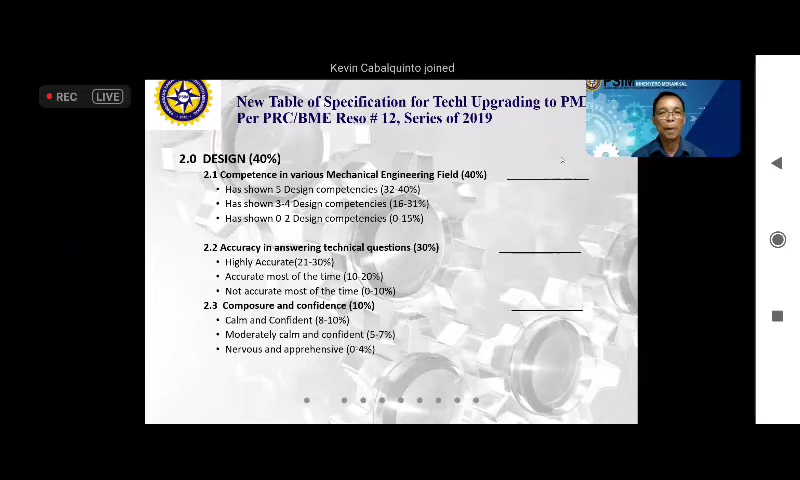 Kevin Cabalquinto joined
REC
LIVE
New Table of Specification for Techl Upgrading to PM
Per PRC/BME Reso # 12, Series of 2019
PSIM
INHENYERO MEKANIKAL
2.0 DESIGN (40%)
2.1 Competence in various Mechanical Engineering Field (40%)
• Has shown 5 Design competencies (32-40%)
• Has shown 3-4 Design competencies (16-31%)
• Has shown 0-2 Design competencies (0-15%)
2.2 Accuracy in answering technical questions (30%)
• Highly Accurate(21-30%)
• Accurate most of the time (10-20%)
• Not accurate most of the time (0-10%)
2.3 Composure and confidence (10%)
• Calm and Confident (8-10%)
• Moderately calm and confident (5-7%)
• Nervous and apprehensive (0-4%)